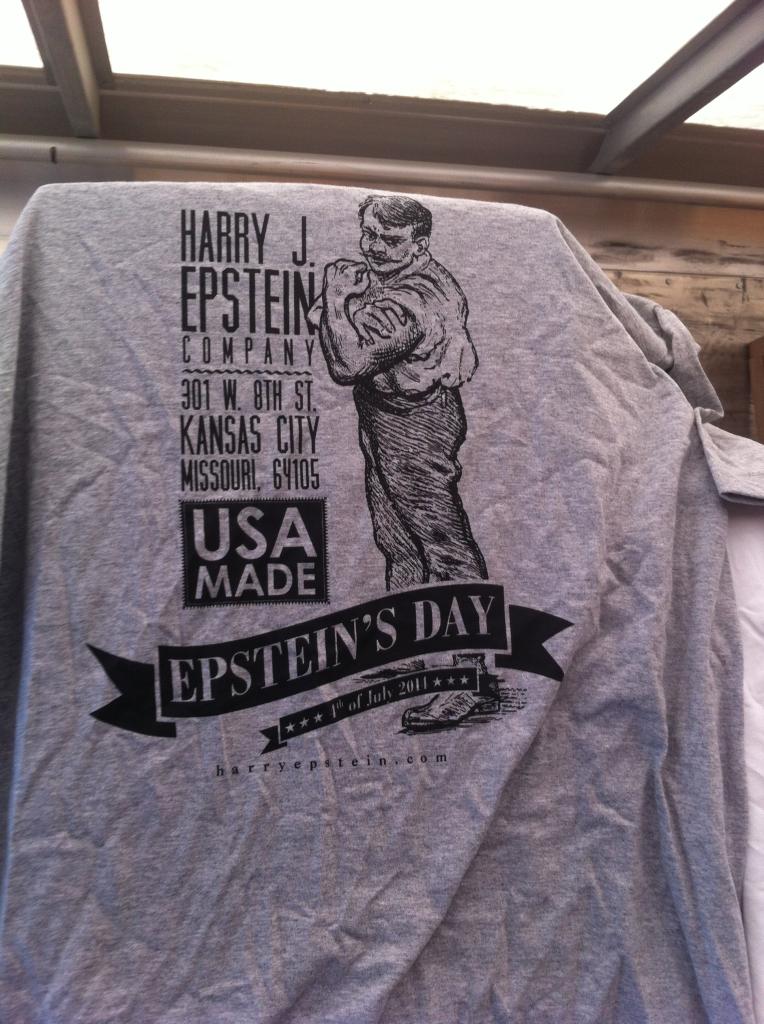 HARRY J.
EPSTEIN
COMPANY
301 W. 8TH ST.
KANSAS CITY
MISSOURI, 64105
USA
MADE
EPSTEIN'S DAY
4th of July 2011
harryepstein.com